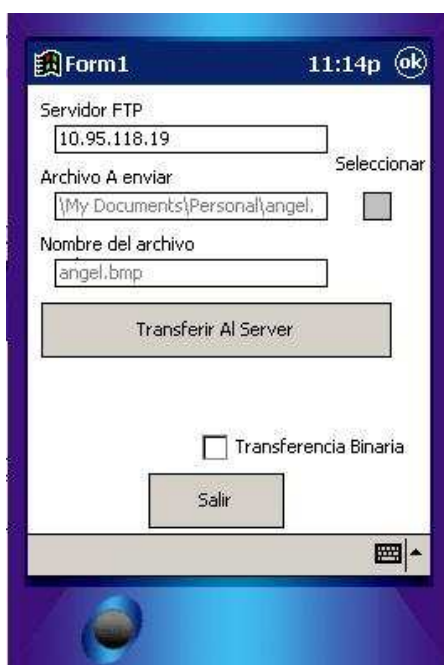 Form1 11:14p ok
Servidor FTP
10.95.118.19
Seleccionar
Archivo A enviar
\My Documents\Personal\angel.
Nombre del archivo
angel.bmp
Transferir Al Server
Transferencia Binaria
Salir